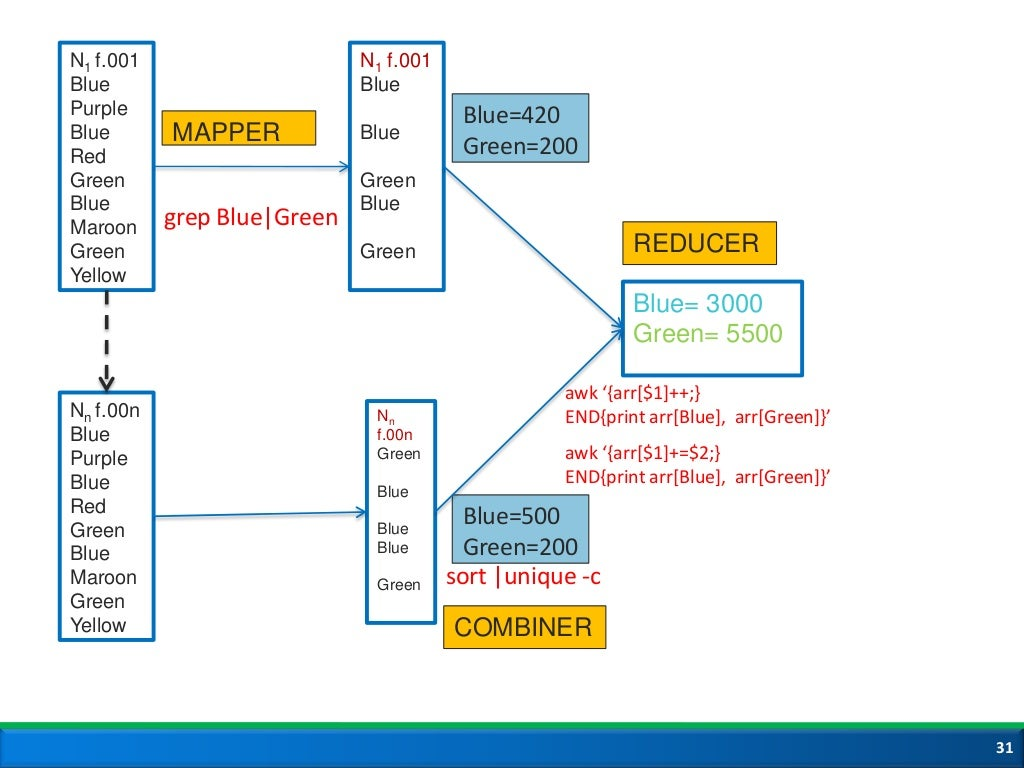 N1 f.001
Blue
Purple
Blue
Red
Green
Blue
Maroon
Green
Yellow
MAPPER
grep Blue|Green
N1 f.001
Blue
Blue
Green
Blue
Green
Blue=420
Green=200
REDUCER
Blue= 3000
Green= 5500
awk ‘{arr[$1]++;}
END{print arr[Blue], arr[Green]}’
awk ‘{arr[$1]+=$2;}
END{print arr[Blue], arr[Green]}’
Nn f.00n
Blue
Purple
Blue
Red
Green
Blue
Maroon
Green
Yellow
Nn
f.00n
Green
Blue
Blue
Blue
Green
Blue=500
Green=200
sort |unique -c
COMBINER
31